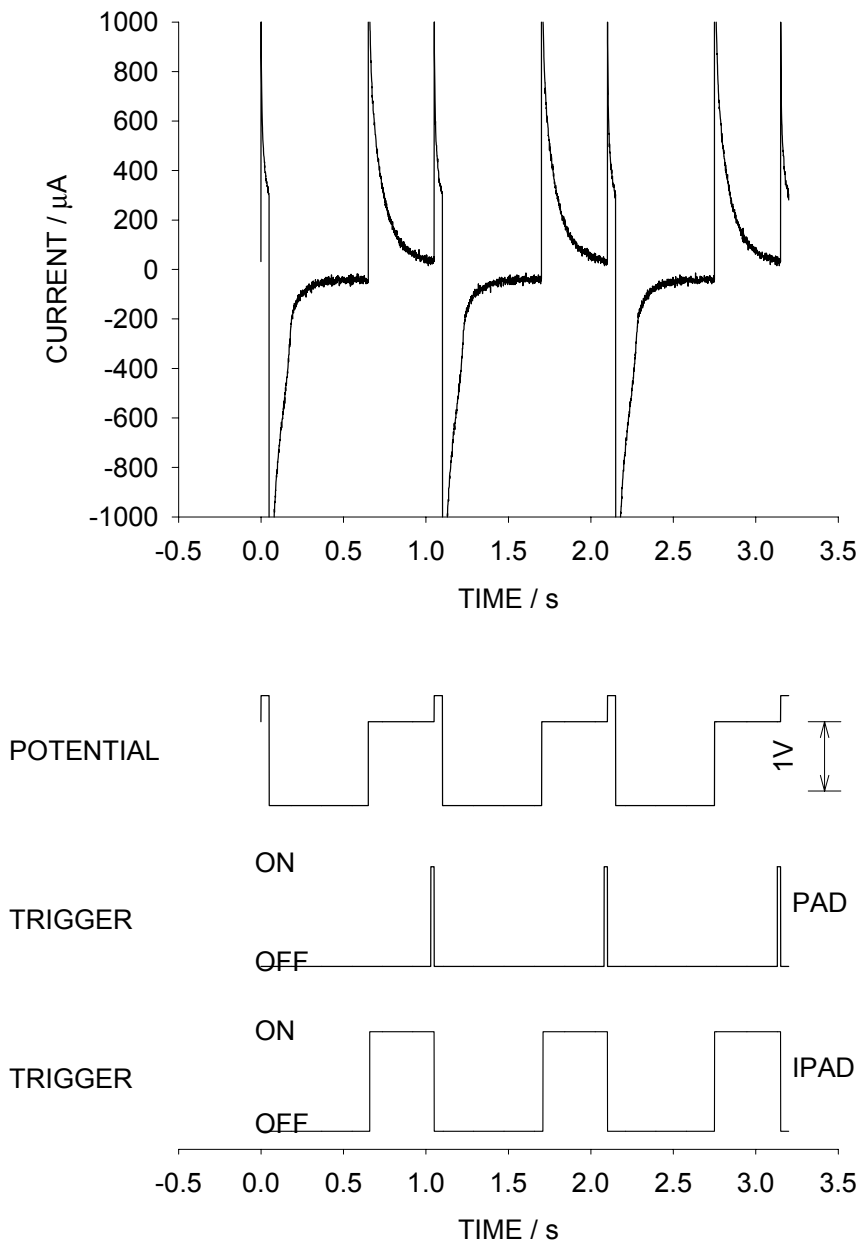 1000
800
600
400
200
0
-200
-400
-600
-800
-1000
CURRENT / μA
-0.5 0.0 0.5 1.0 1.5 2.0 2.5 3.0 3.5
TIME / s
POTENTIAL
1V
ON
TRIGGER
PAD
OFF
ON
TRIGGER
IPAD
OFF
-0.5 0.0 0.5 1.0 1.5 2.0 2.5 3.0 3.5
TIME / s